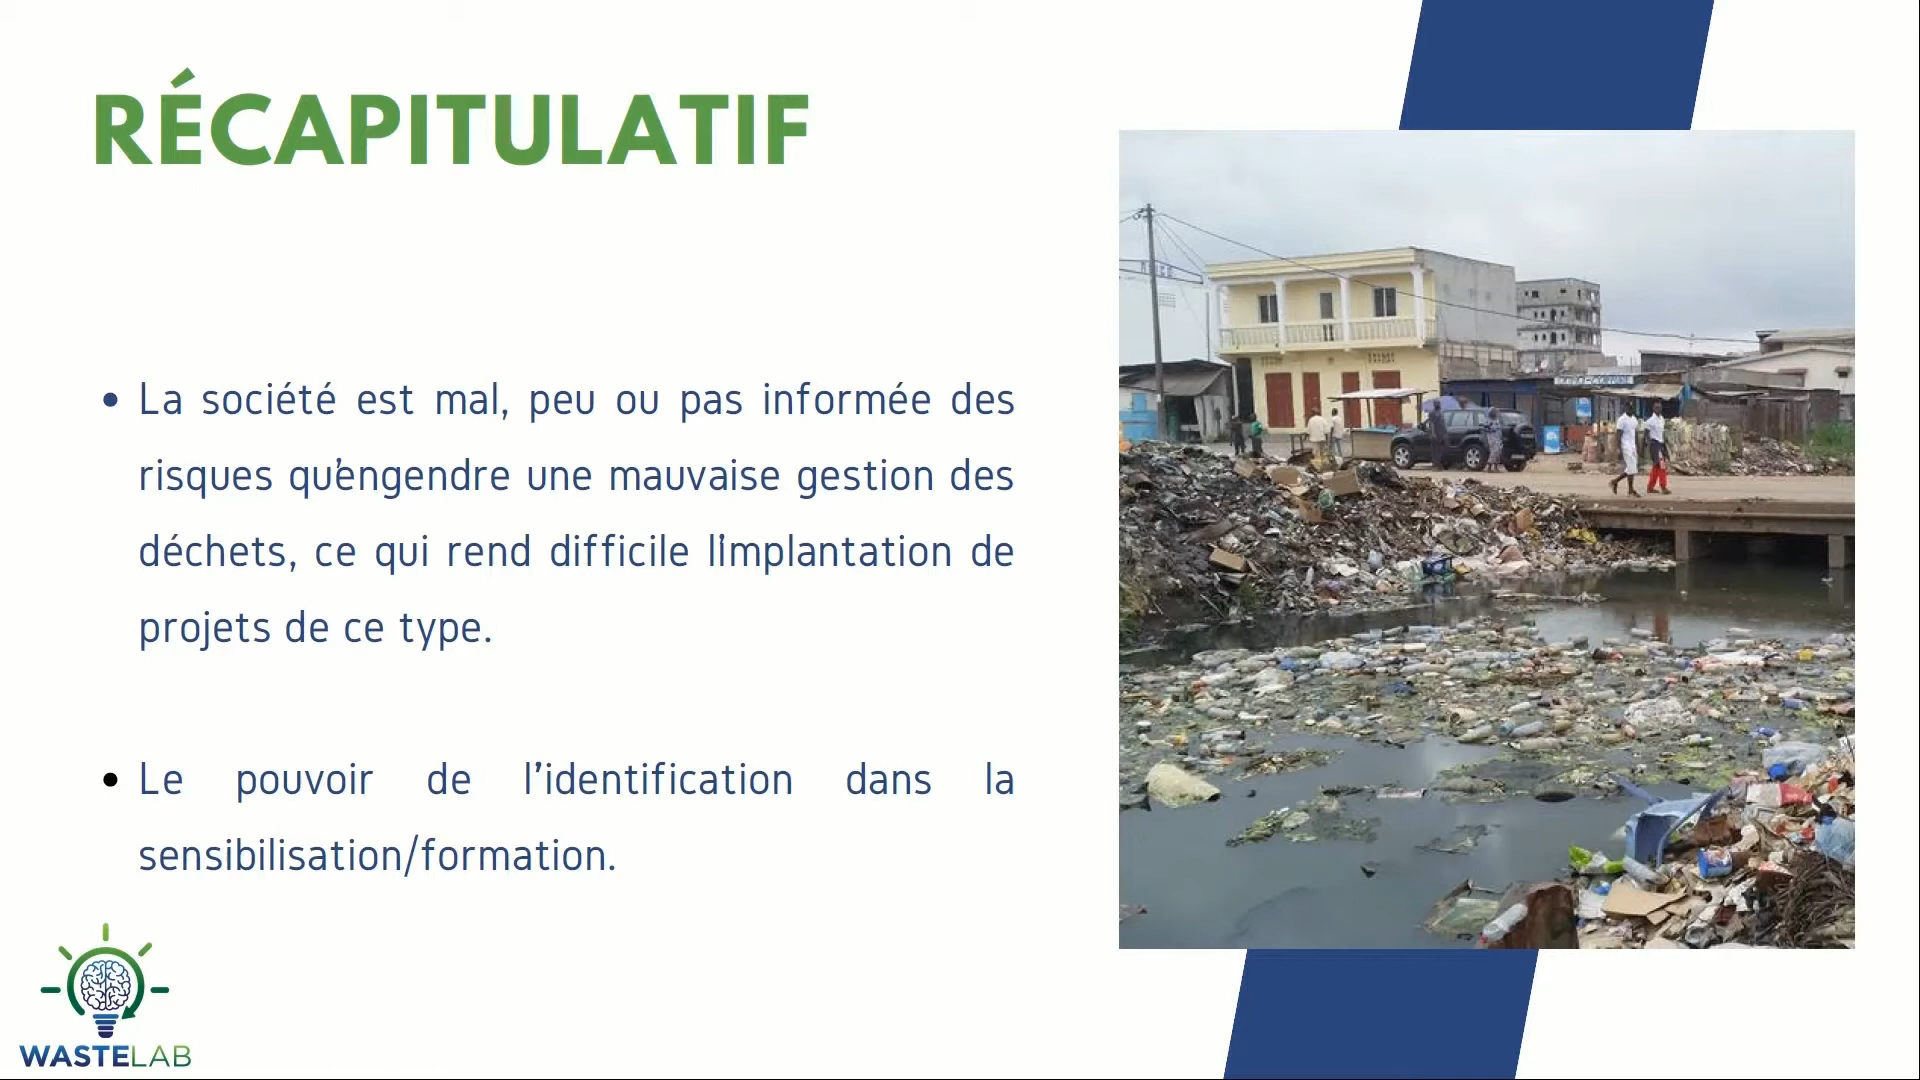 RÉCAPITULATIF
La société est mal, peu ou pas informée des
risques qu'engendre une mauvaise gestion des
déchets, ce qui rend difficile l'implantation de
projets de ce type.
Le pouvoir de l'identification dans la
sensibilisation/formation.
WASTELAB